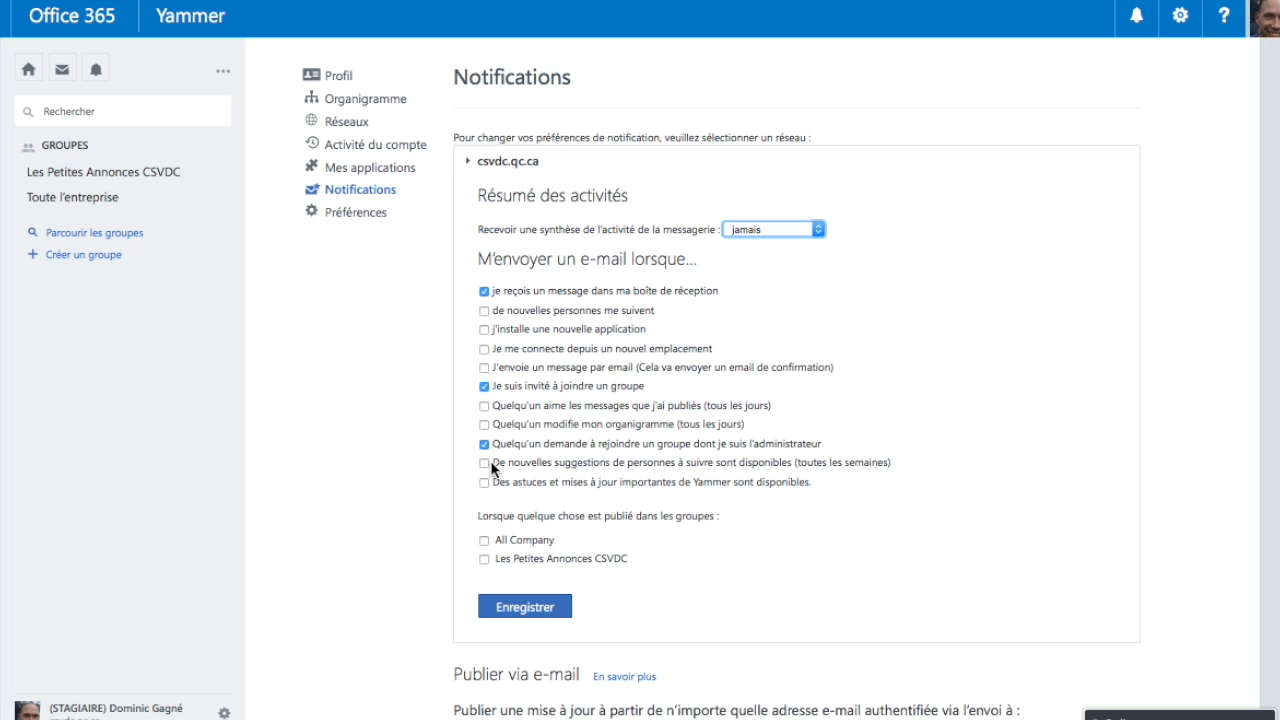 Office 365
Yammer
?
Rechercher
GROUPES
Les Petites Annonces CSVDC
Toute l'entreprise
Parcourir les groupes
+ Créer un groupe
(STAGIAIRE) Dominic Gagné
Profil
Organigramme
Réseaux
Activité du compte
Mes applications
Notifications
Préférences
Notifications
Pour changer vos préférences de notification, veuillez sélectionner un réseau :
csvdc.qc.ca
Résumé des activités
Recevoir une synthèse de l'activité de la messagerie : jamais
M'envoyer un e-mail lorsque...
je reçois un message dans ma boîte de réception
de nouvelles personnes me suivent
j'installe une nouvelle application
Je me connecte depuis un nouvel emplacement
J'envoie un message par email (Cela va envoyer un email de confirmation)
Je suis invité à joindre un groupe
Quelqu'un aime les messages que j'ai publiés (tous les jours)
Quelqu'un modifie mon organigramme (tous les jours)
Quelqu'un demande à rejoindre un groupe dont je suis l'administrateur
De nouvelles suggestions de personnes à suivre sont disponibles (toutes les semaines)
Des astuces et mises à jour importantes de Yammer sont disponibles.
Lorsque quelque chose est publié dans les groupes :
All Company
Les Petites Annonces CSVDC
Enregistrer
Publier via e-mail En savoir plus
Publier une mise à jour à partir de n'importe quelle adresse e-mail authentifiée via l'envoi à :